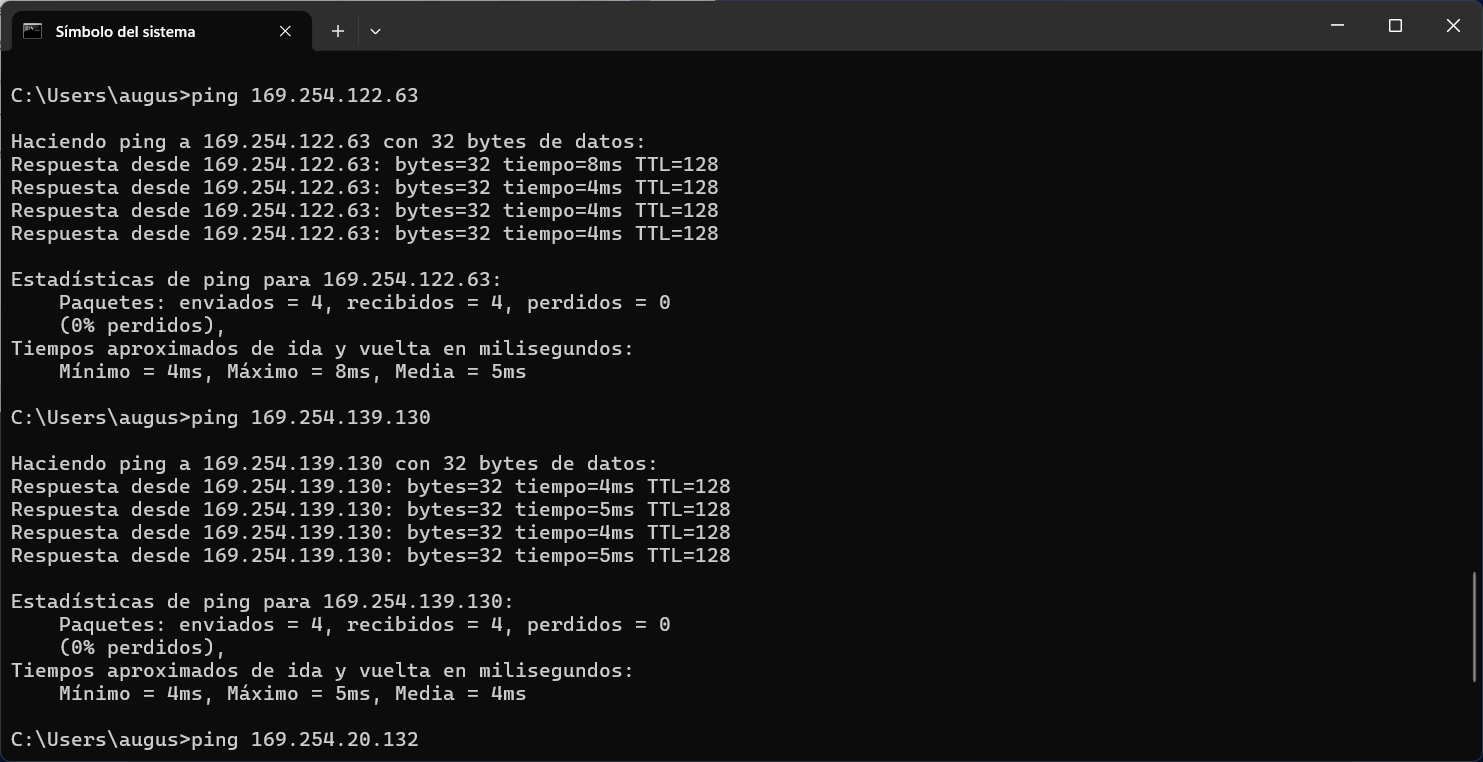 Símbolo del sistema
C:\Users\augus>ping 169.254.122.63
Haciendo ping a 169.254.122.63 con 32 bytes de datos:
Respuesta desde 169.254.122.63: bytes=32 tiempo=8ms TTL=128
Respuesta desde 169.254.122.63: bytes=32 tiempo=4ms TTL=128
Respuesta desde 169.254.122.63: bytes=32 tiempo=4ms TTL=128
Respuesta desde 169.254.122.63: bytes=32 tiempo=4ms TTL=128
Estadísticas de ping para 169.254.122.63:
    Paquetes: enviados = 4, recibidos = 4, perdidos = 0
    (0% perdidos),
Tiempos aproximados de ida y vuelta en milisegundos:
    Mínimo = 4ms, Máximo = 8ms, Media = 5ms
C:\Users\augus>ping 169.254.139.130
Haciendo ping a 169.254.139.130 con 32 bytes de datos:
Respuesta desde 169.254.139.130: bytes=32 tiempo=4ms TTL=128
Respuesta desde 169.254.139.130: bytes=32 tiempo=5ms TTL=128
Respuesta desde 169.254.139.130: bytes=32 tiempo=4ms TTL=128
Respuesta desde 169.254.139.130: bytes=32 tiempo=5ms TTL=128
Estadísticas de ping para 169.254.139.130:
    Paquetes: enviados = 4, recibidos = 4, perdidos = 0
    (0% perdidos),
Tiempos aproximados de ida y vuelta en milisegundos:
    Mínimo = 4ms, Máximo = 5ms, Media = 4ms
C:\Users\augus>ping 169.254.20.132